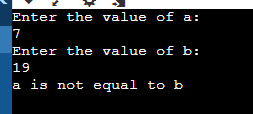 Enter the value of a:
7
Enter the value of b:
19
a is not equal to b